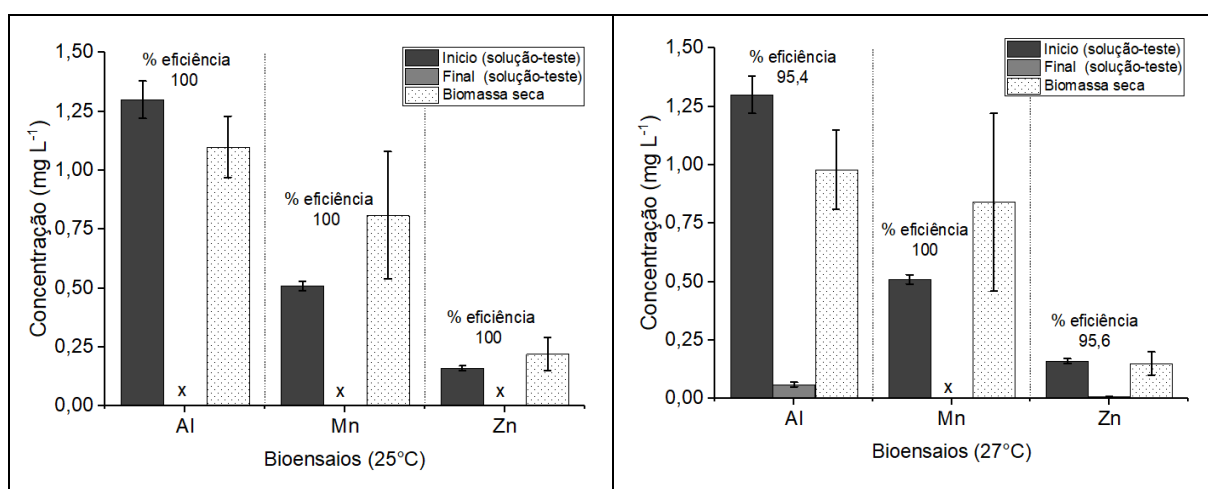 1,50
1,25
1,00
0,75
0,50
0,25
0,00
Concentração (mg L-1)
% eficiência
100
% eficiência
100
% eficiência
100
Inicio (solução-teste)
Final (solução-teste)
Biomassa seca
x
x
x
Al
Mn
Zn
Bioensaios (25°C)
1,50
1,25
1,00
0,75
0,50
0,25
0,00
Concentração (mg L-1)
% eficiência
95,4
% eficiência
100
% eficiência
95,6
Inicio (solução-teste)
Final (solução-teste)
Biomassa seca
x
Al
Mn
Zn
Bioensaios (27°C)